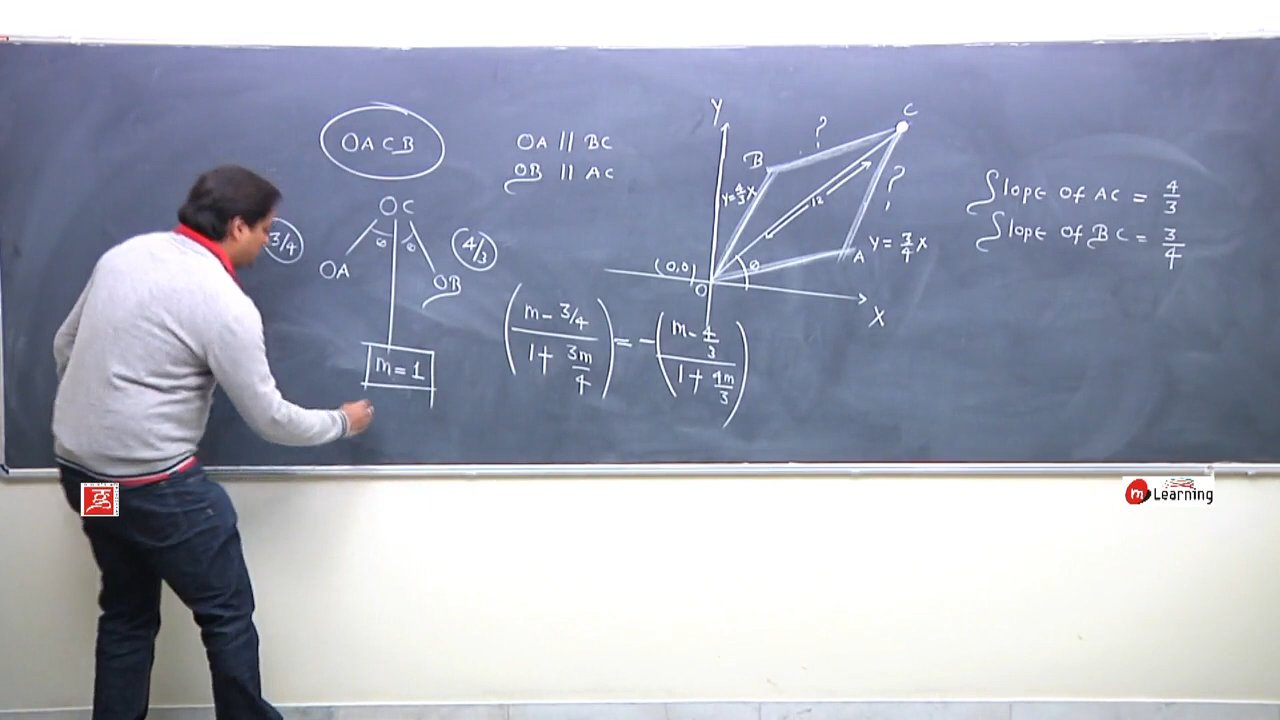 OACB
OA || BC
OB || AC
OC
3/4
4/3
OA
OB
m = 1
(m - 3/4)/(1 + 3m/4) = -(m - 4/3)/(1 + 4m/3)
Y
C
B
?
Y = 4/3 X
12
?
(0,0)
O
θ
A
Y = 3/4 X
X
Slope of AC = 4/3
Slope of BC = 3/4
m Learning